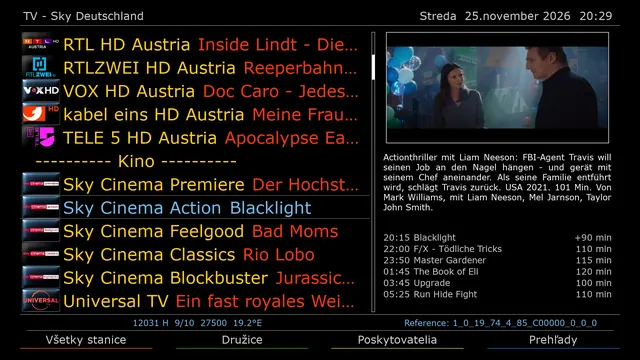 TV - Sky Deutschland
Streda 25.november 2026 20:29
RTL HD Austria Inside Lindt - Die...
RTLZWEI HD Austria Reeperbahn...
VOX HD Austria Doc Caro - Jedes...
kabel eins HD Austria Meine Frau...
TELE 5 HD Austria Apocalypse Ea...
---------- Kino ----------
Sky Cinema Premiere Der Hochst...
Sky Cinema Action Blacklight
Sky Cinema Feelgood Bad Moms
Sky Cinema Classics Rio Lobo
Sky Cinema Blockbuster Jurassic...
Universal TV Ein fast royales Wei...
Actionthriller mit Liam Neeson: FBI-Agent Travis will
seinen Job an den Nagel hängen - und gerät mit
seinem Chef aneinander. Als seine Familie entführt
wird, schlägt Travis zurück. USA 2021. 101 Min. Von
Mark Williams, mit Liam Neeson, Mel Jarnson, Taylor
John Smith.
20:15 Blacklight +90 min
22:00 F/X - Tödliche Tricks 110 min
23:50 Master Gardener 115 min
01:45 The Book of Eli 120 min
03:45 Upgrade 100 min
05:25 Run Hide Fight 110 min
12031 H 9/10 27500 19.2°E
Reference: 1_0_19_74_4_85_C00000_0_0_0
Všetky stanice
Družice
Poskytovatelia
Prehľady